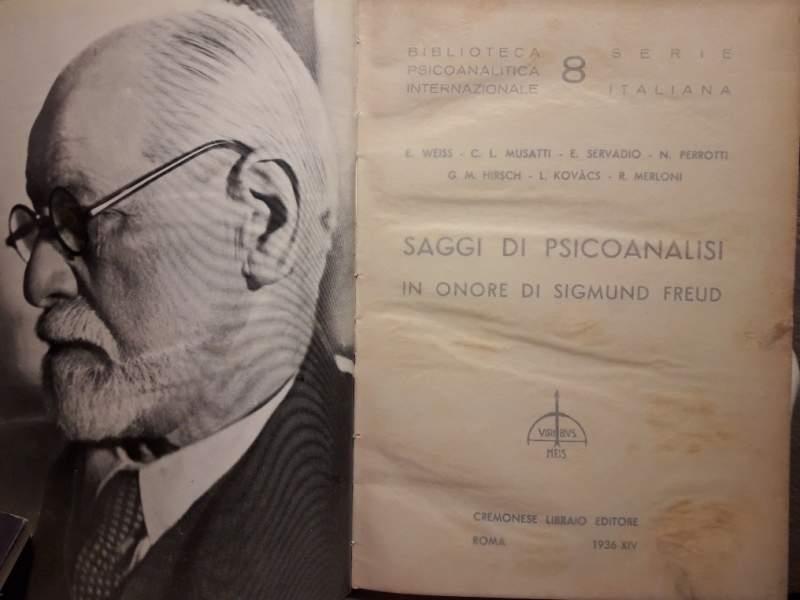 BIBLIOTECA
PSICOANALITICA
INTERNAZIONALE
8
SERIE
ITALIANA
E. WEISS - C. L. MUSATTI - E. SERVADIO - N. PERROTTI
G. M. HIRSCH - L. KOVÀCS - R. MERLONI
SAGGI DI PSICOANALISI
IN ONORE DI SIGMUND FREUD
VIRIBVS
MEIS
CREMONESE LIBRAIO EDITORE
ROMA 1936-XIV